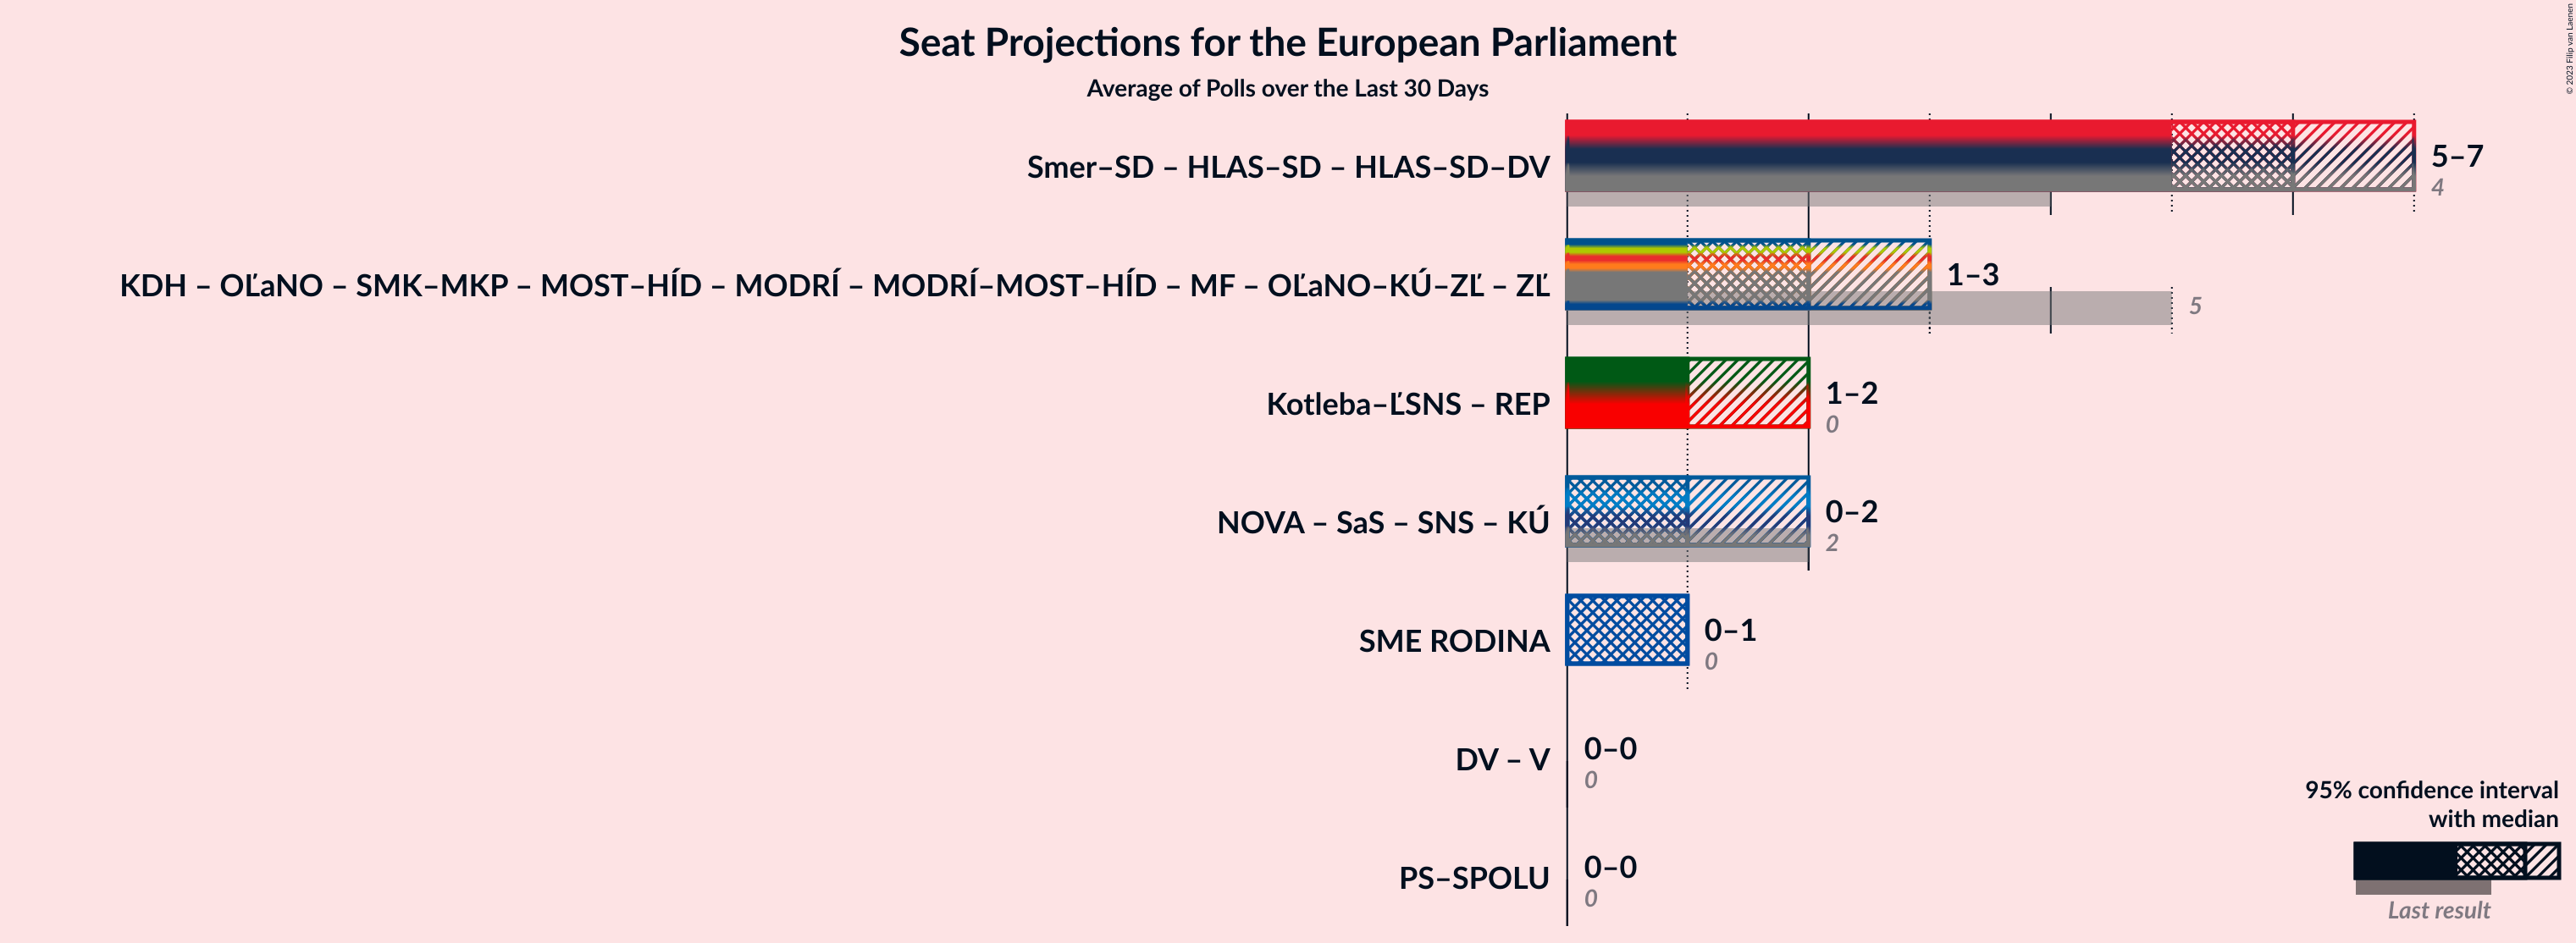 Seat Projections for the European Parliament
Average of Polls over the Last 30 Days
© 2023 Filip van Laenen
Smer–SD – HLAS–SD – HLAS–SD–DV
5–7
4
KDH – OĽaNO – SMK–MKP – MOST–HÍD – MODRÍ – MODRÍ–MOST–HÍD – MF – OĽaNO–KÚ–ZĽ – ZĽ
1–3
5
Kotleba–ĽSNS – REP
1–2
0
NOVA – SaS – SNS – KÚ
0–2
2
SME RODINA
0–1
0
DV – V
0–0
0
PS–SPOLU
0–0
0
95% confidence interval
with median
Last result